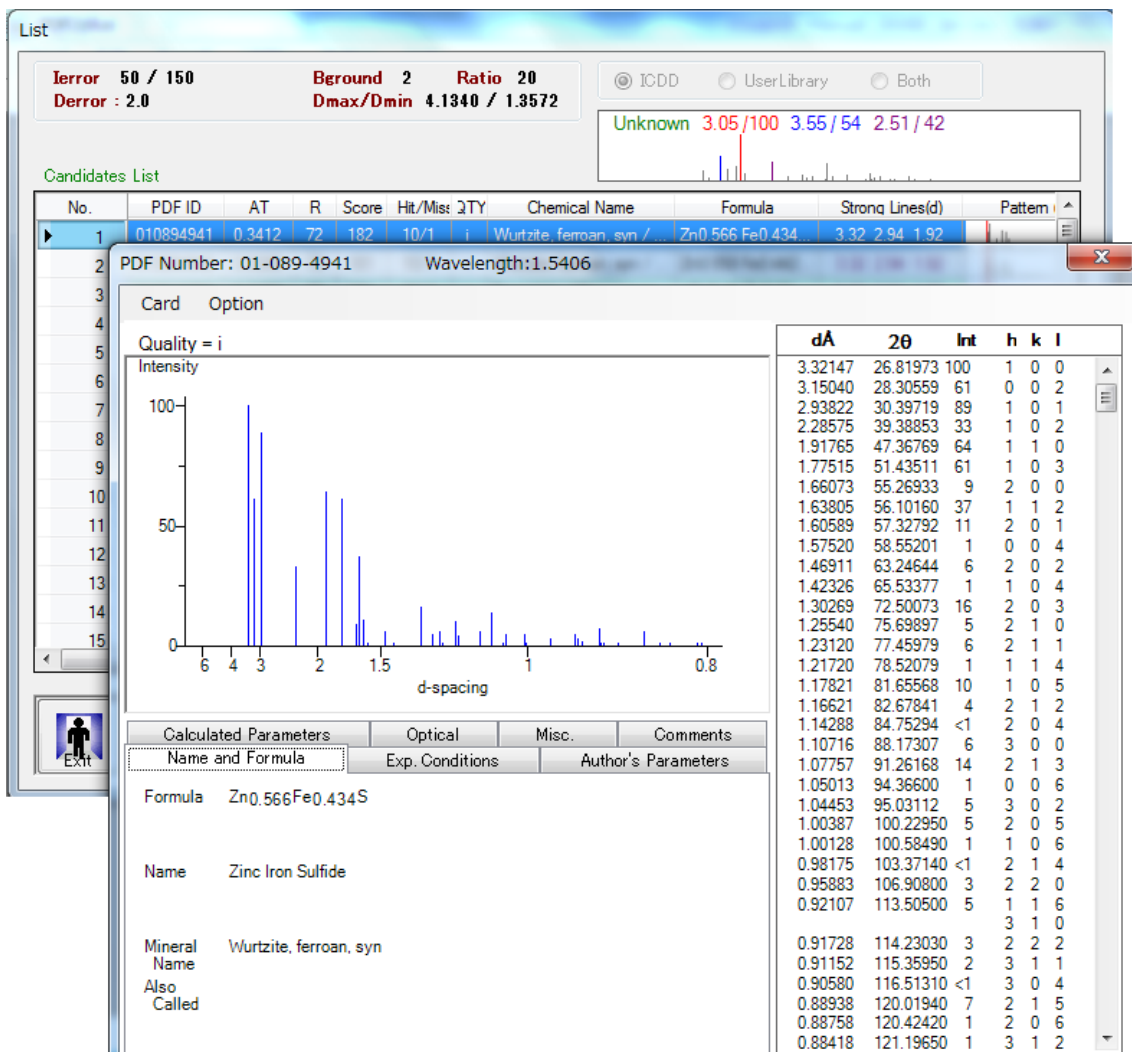 List
Ierror 50 / 150 Bground 2 Ratio 20
Derror : 2.0 Dmax/Dmin 4.1340 / 1.3572
ICDD UserLibrary Both
Unknown 3.05 /100 3.55 / 54 2.51 / 42
Candidates List
No. PDF ID AT R Score Hit/Miss QTY Chemical Name Formula Strong Lines(d) Pattern
1 010894941 0.3412 72 182 10/1 i Wurtzite, ferroan, syn / ... Zn0.566 Fe0.434 3.32 2.94 1.92
2
3
4
5
6
7
8
9
10
11
12
13
14
15
Exit
PDF Number: 01-089-4941 Wavelength:1.5406
Card Option
Quality = i
Intensity
100
50
0
6 4 3 2 1.5 1 0.8
d-spacing
Calculated Parameters Optical Misc. Comments
Name and Formula Exp. Conditions Author's Parameters
Formula Zn0.566Fe0.434S
Name Zinc Iron Sulfide
Mineral Name Wurtzite, ferroan, syn
Also Called
dÅ 2θ Int h k l
3.32147 26.81973 100 1 0 0
3.15040 28.30559 61 0 0 2
2.93822 30.39719 89 1 0 1
2.28575 39.38853 33 1 0 2
1.91765 47.36769 64 1 1 0
1.77515 51.43511 61 1 0 3
1.66073 55.26933 9 2 0 0
1.63805 56.10160 37 1 1 2
1.60589 57.32792 11 2 0 1
1.57520 58.55201 1 0 0 4
1.46911 63.24644 6 2 0 2
1.42326 65.53377 1 1 0 4
1.30269 72.50073 16 2 0 3
1.25540 75.69897 5 2 1 0
1.23120 77.45979 6 2 1 1
1.21720 78.52079 1 1 1 4
1.17821 81.65568 10 1 0 5
1.16621 82.67841 4 2 1 2
1.14288 84.75294 <1 2 0 4
1.10716 88.17307 6 3 0 0
1.07757 91.26168 14 2 1 3
1.05013 94.36600 1 0 0 6
1.04453 95.03112 5 3 0 2
1.00387 100.22950 5 2 0 5
1.00128 100.58490 1 1 0 6
0.98175 103.37140 <1 2 1 4
0.95883 106.90800 3 2 2 0
0.92107 113.50500 5 1 1 6
3 1 0
0.91728 114.23030 3 2 2 2
0.91152 115.35950 2 3 1 1
0.90580 116.51310 <1 3 0 4
0.88938 120.01940 7 2 1 5
0.88758 120.42420 1 2 0 6
0.88418 121.19650 1 3 1 2